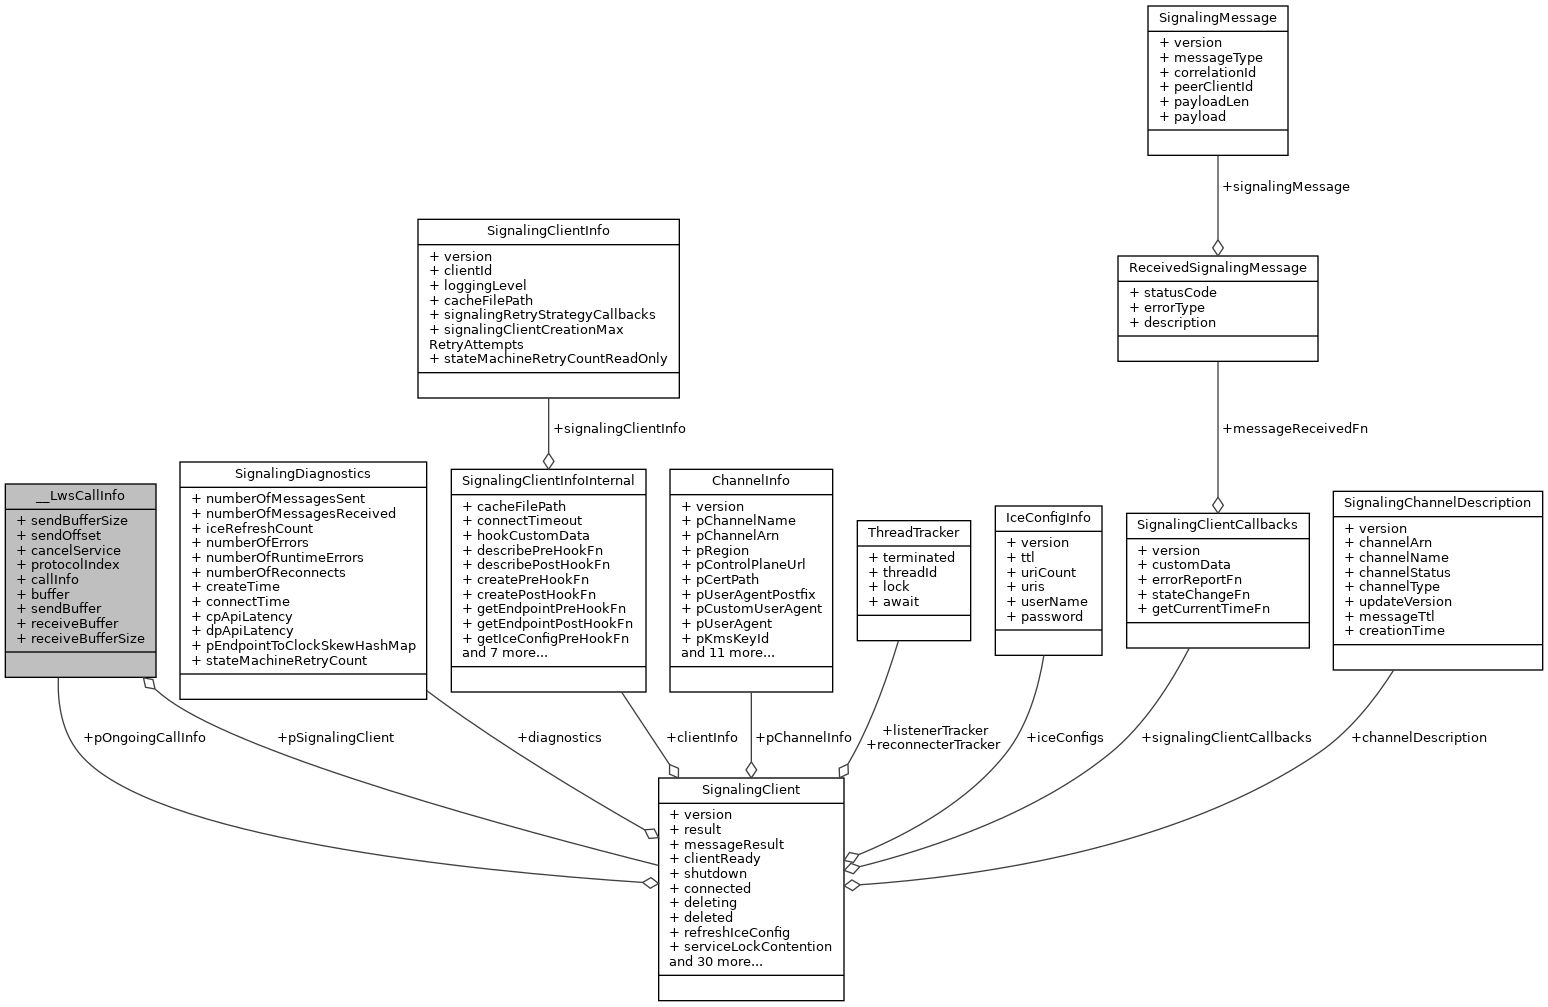 SignalingMessage
+ version
+ messageType
+ correlationId
+ peerClientId
+ payloadLen
+ payload
+signalingMessage
SignalingClientInfo
+ version
+ clientId
+ loggingLevel
+ cacheFilePath
+ signalingRetryStrategyCallbacks
+ signalingClientCreationMax
RetryAttempts
+ stateMachineRetryCountReadOnly
ReceivedSignalingMessage
+ statusCode
+ errorType
+ description
+signalingClientInfo
+messageReceivedFn
__LwsCallInfo
+ sendBufferSize
+ sendOffset
+ cancelService
+ protocolIndex
+ callInfo
+ buffer
+ sendBuffer
+ receiveBuffer
+ receiveBufferSize
SignalingDiagnostics
+ numberOfMessagesSent
+ numberOfMessagesReceived
+ iceRefreshCount
+ numberOfErrors
+ numberOfRuntimeErrors
+ numberOfReconnects
+ createTime
+ connectTime
+ cpApiLatency
+ dpApiLatency
+ pEndpointToClockSkewHashMap
+ stateMachineRetryCount
SignalingClientInfoInternal
+ cacheFilePath
+ connectTimeout
+ hookCustomData
+ describePreHookFn
+ describePostHookFn
+ createPreHookFn
+ createPostHookFn
+ getEndpointPreHookFn
+ getEndpointPostHookFn
+ getIceConfigPreHookFn
and 7 more...
ChannelInfo
+ version
+ pChannelName
+ pChannelArn
+ pRegion
+ pControlPlaneUrl
+ pCertPath
+ pUserAgentPostfix
+ pCustomUserAgent
+ pUserAgent
+ pKmsKeyId
and 11 more...
ThreadTracker
+ terminated
+ threadId
+ lock
+ await
IceConfigInfo
+ version
+ ttl
+ uriCount
+ uris
+ userName
+ password
SignalingClientCallbacks
+ version
+ customData
+ errorReportFn
+ stateChangeFn
+ getCurrentTimeFn
SignalingChannelDescription
+ version
+ channelArn
+ channelName
+ channelStatus
+ channelType
+ updateVersion
+ messageTtl
+ creationTime
+pOngoingCallInfo
+pSignalingClient
+diagnostics
+clientInfo
+pChannelInfo
+listenerTracker
+reconnecterTracker
+iceConfigs
+signalingClientCallbacks
+channelDescription
SignalingClient
+ version
+ result
+ messageResult
+ clientReady
+ shutdown
+ connected
+ deleting
+ deleted
+ refreshIceConfig
+ serviceLockContention
and 30 more...